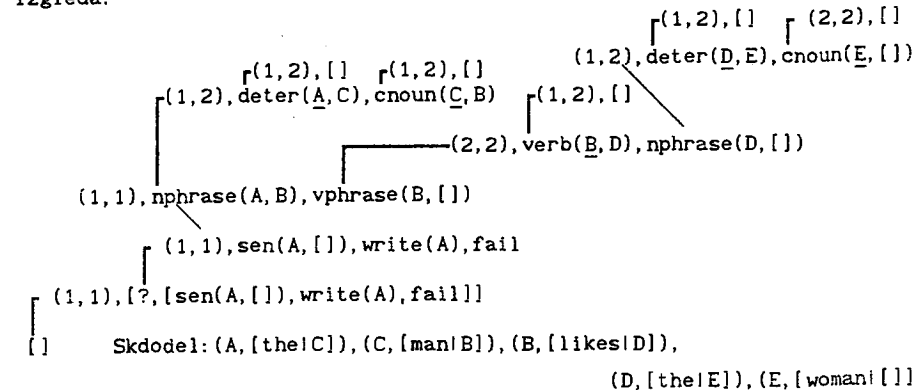 izgleda:
(1,2),[] (2,2),[]
(1,2),deter(D,E),cnoun(E,[])
(1,2),[] (1,2),[]
(1,2),deter(A,C),cnoun(C,B) (1,2),[]
(2,2),verb(B,D),nphrase(D,[])
(1,1),nphrase(A,B),vphrase(B,[])
(1,1),sen(A,[]),write(A),fail
(1,1),[?,[sen(A,[]),write(A),fail]]
[] Skdodel:(A,[the|C]),(C,[man|B]),(B,[likes|D]),
(D,[the|E]),(E,[woman|[]]